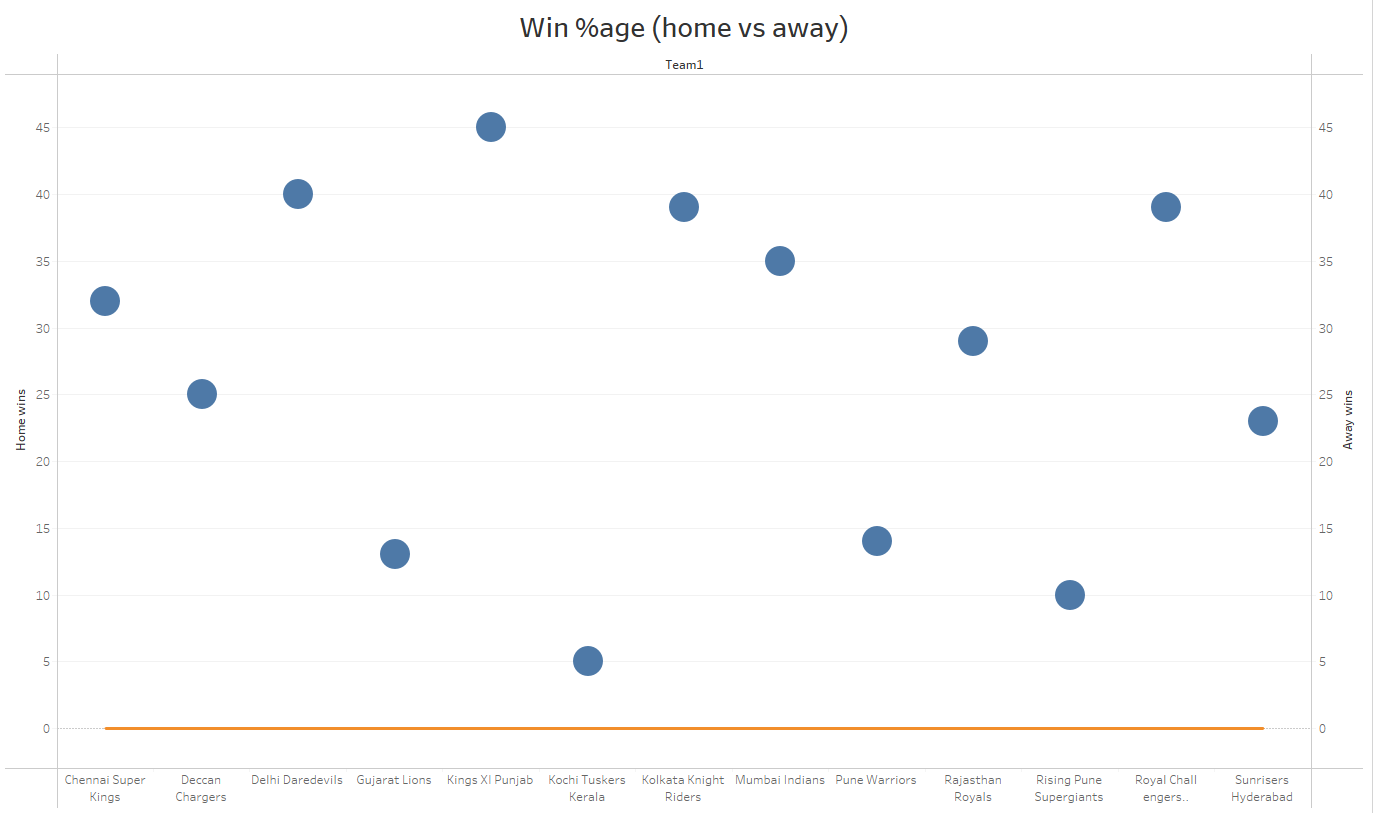 Win %age (home vs away)
Team1
45
40
35
30
25
20
15
10
5
0
Home wins
45
40
35
30
25
20
15
10
5
0
Away wins
Chennai Super
Kings
Deccan
Chargers
Delhi Daredevils
Gujarat Lions
Kings XI Punjab
Kochi Tuskers
Kerala
Kolkata Knight
Riders
Mumbai Indians
Pune Warriors
Rajasthan
Royals
Rising Pune
Supergiants
Royal Chall
engers..
Sunrisers
Hyderabad